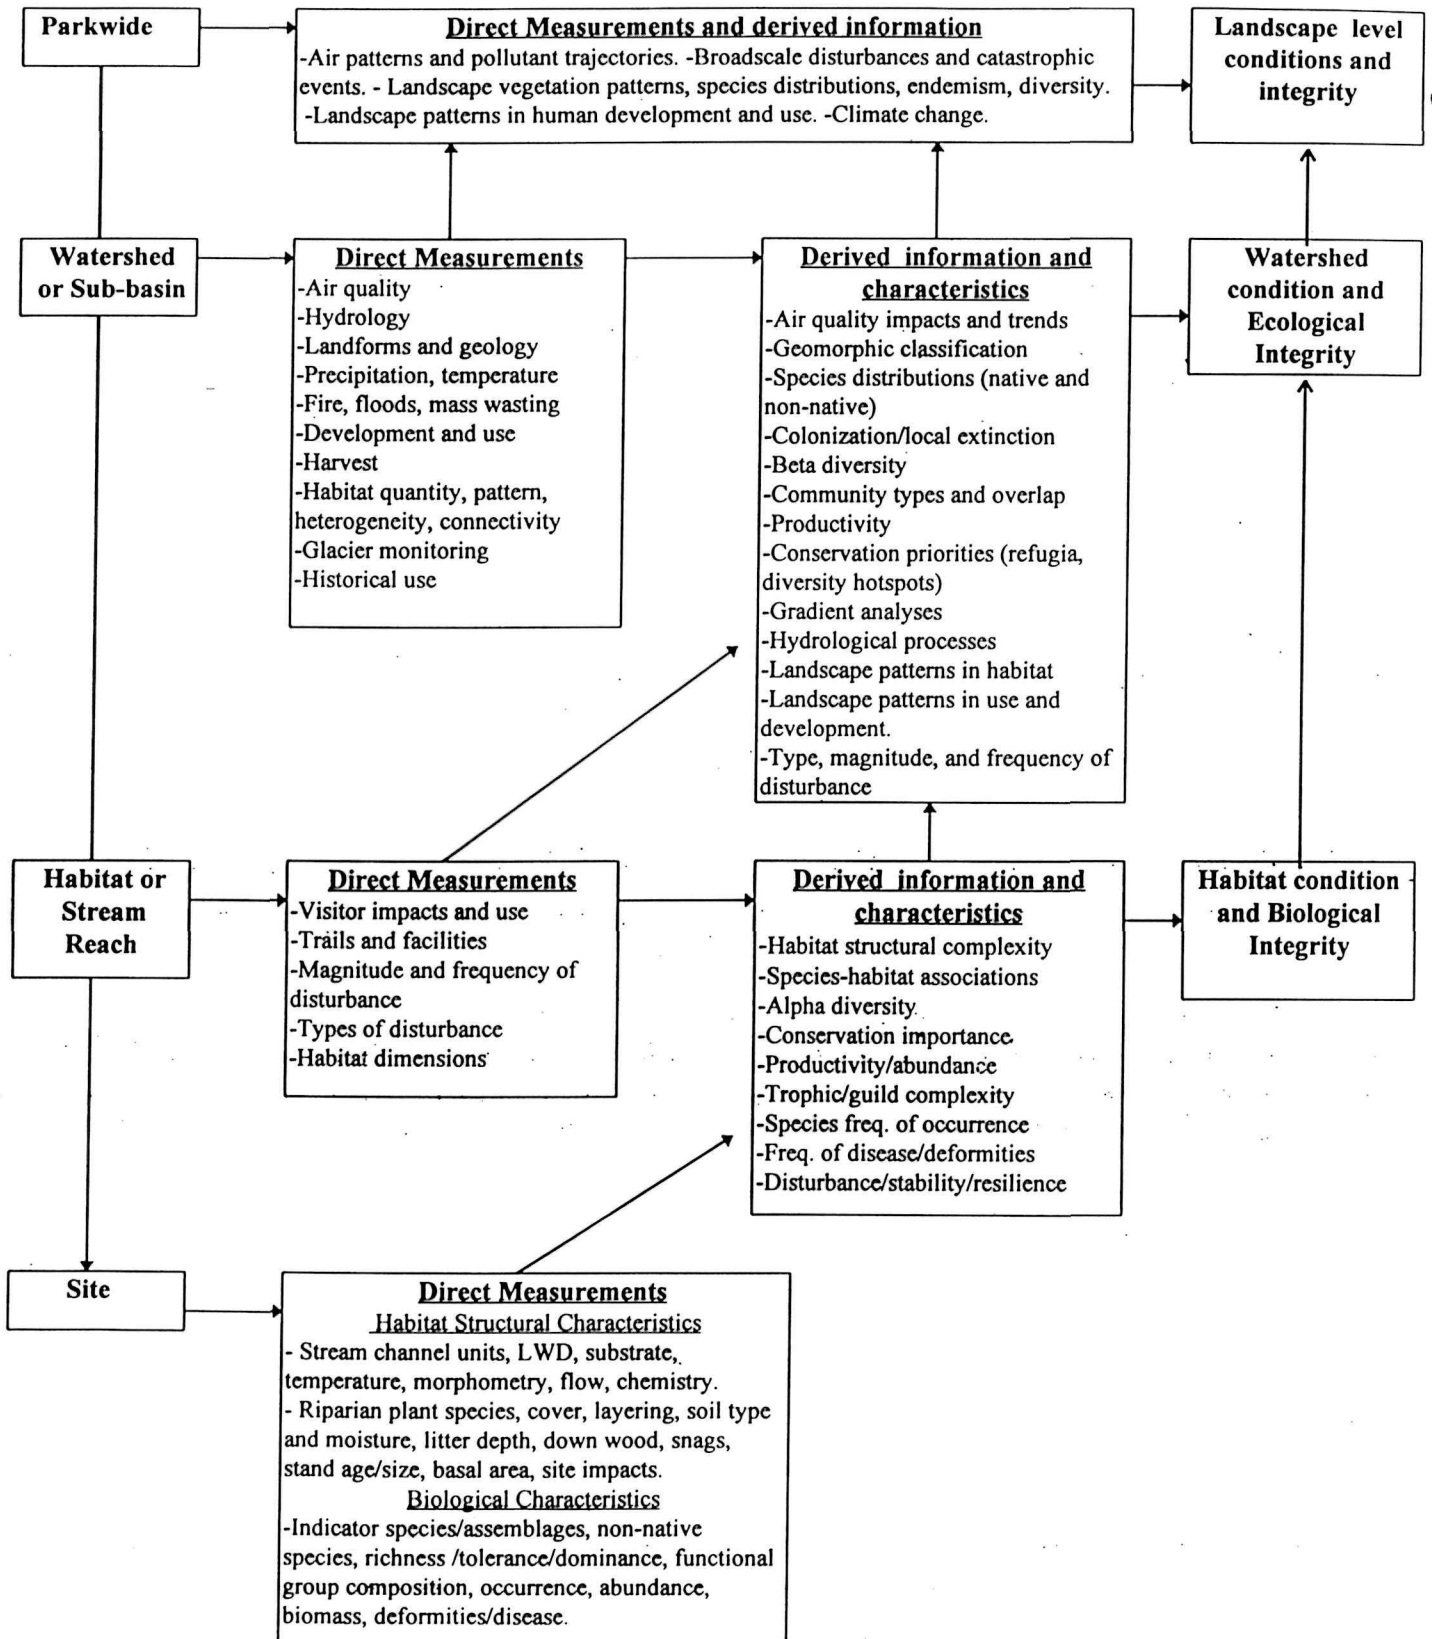 Parkwide
Direct Measurements and derived information
-Air patterns and pollutant trajectories. -Broadscale disturbances and catastrophic
events. - Landscape vegetation patterns, species distributions, endemism, diversity.
-Landscape patterns in human development and use. -Climate change.
Landscape level
conditions and
integrity
Watershed
or Sub-basin
Direct Measurements
-Air quality
-Hydrology
-Landforms and geology
-Precipitation, temperature
-Fire, floods, mass wasting
-Development and use
-Harvest
-Habitat quantity, pattern,
heterogeneity, connectivity
-Glacier monitoring
-Historical use
Derived information and
characteristics
-Air quality impacts and trends
-Geomorphic classification
-Species distributions (native and
non-native)
-Colonization/local extinction
-Beta diversity
-Community types and overlap
-Productivity
-Conservation priorities (refugia,
diversity hotspots)
-Gradient analyses
-Hydrological processes
-Landscape patterns in habitat
-Landscape patterns in use and
development.
-Type, magnitude, and frequency of
disturbance
Watershed
condition and
Ecological
Integrity
Habitat or
Stream
Reach
Direct Measurements
-Visitor impacts and use
-Trails and facilities
-Magnitude and frequency of
disturbance
-Types of disturbance
-Habitat dimensions
Derived information and
characteristics
-Habitat structural complexity
-Species-habitat associations
-Alpha diversity
-Conservation importance
-Productivity/abundance
-Trophic/guild complexity
-Species freq. of occurrence
-Freq. of disease/deformities
-Disturbance/stability/resilience
Habitat condition
and Biological
Integrity
Site
Direct Measurements
Habitat Structural Characteristics
- Stream channel units, LWD, substrate,
temperature, morphometry, flow, chemistry.
- Riparian plant species, cover, layering, soil type
and moisture, litter depth, down wood, snags,
stand age/size, basal area, site impacts.
Biological Characteristics
-Indicator species/assemblages, non-native
species, richness /tolerance/dominance, functional
group composition, occurrence, abundance,
biomass, deformities/disease.